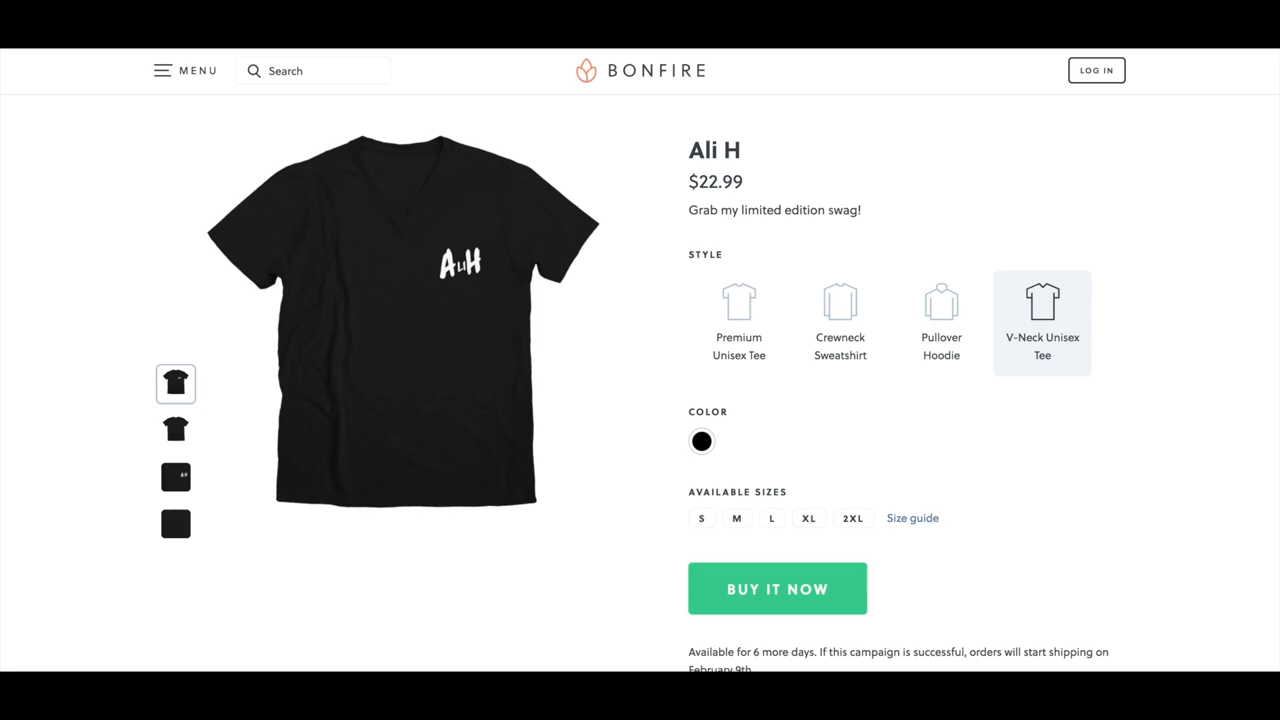 MENU
Search
BONFIRE
LOG IN
Ali H
$22.99
Grab my limited edition swag!
STYLE
Premium
Unisex Tee
Crewneck
Sweatshirt
Pullover
Hoodie
V-Neck Unisex
Tee
AliH
COLOR
AVAILABLE SIZES
S M L XL 2XL Size guide
BUY IT NOW
Available for 6 more days. If this campaign is successful, orders will start shipping on
February 9th